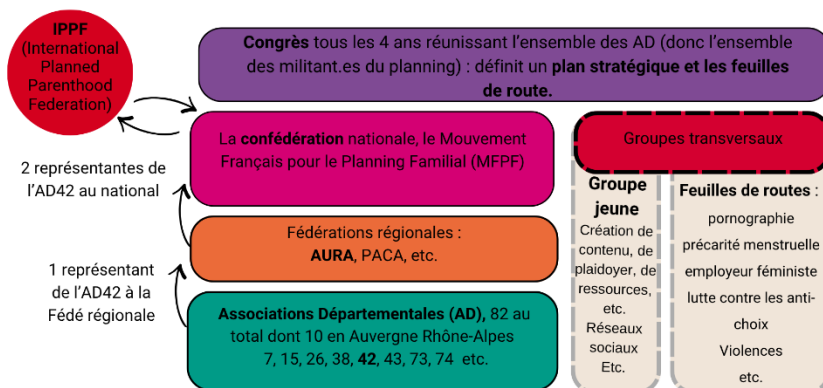 IPPF
(International
Planned
Parenthood
Federation)
Congrès tous les 4 ans réunissant l'ensemble des AD (donc l'ensemble
des militant.es du planning) : définit un plan stratégique et les feuilles
de route.
La confédération nationale, le Mouvement
Français pour le Planning Familial (MFPF)
2 représentantes de
l'AD42 au national
Fédérations régionales :
AURA, PACA, etc.
1 représentant
de l'AD42 à la
Fédé régionale
Associations Départementales (AD), 82 au
total dont 10 en Auvergne Rhône-Alpes
7, 15, 26, 38, 42, 43, 73, 74 etc.
Groupes transversaux
Groupe
jeune
Création de
contenu, de
plaidoyer, de
ressources,
etc.
Réseaux
sociaux
Etc.
Feuilles de routes :
pornographie
précarité menstruelle
employeur féministe
lutte contre les anti-
choix
Violences
etc.